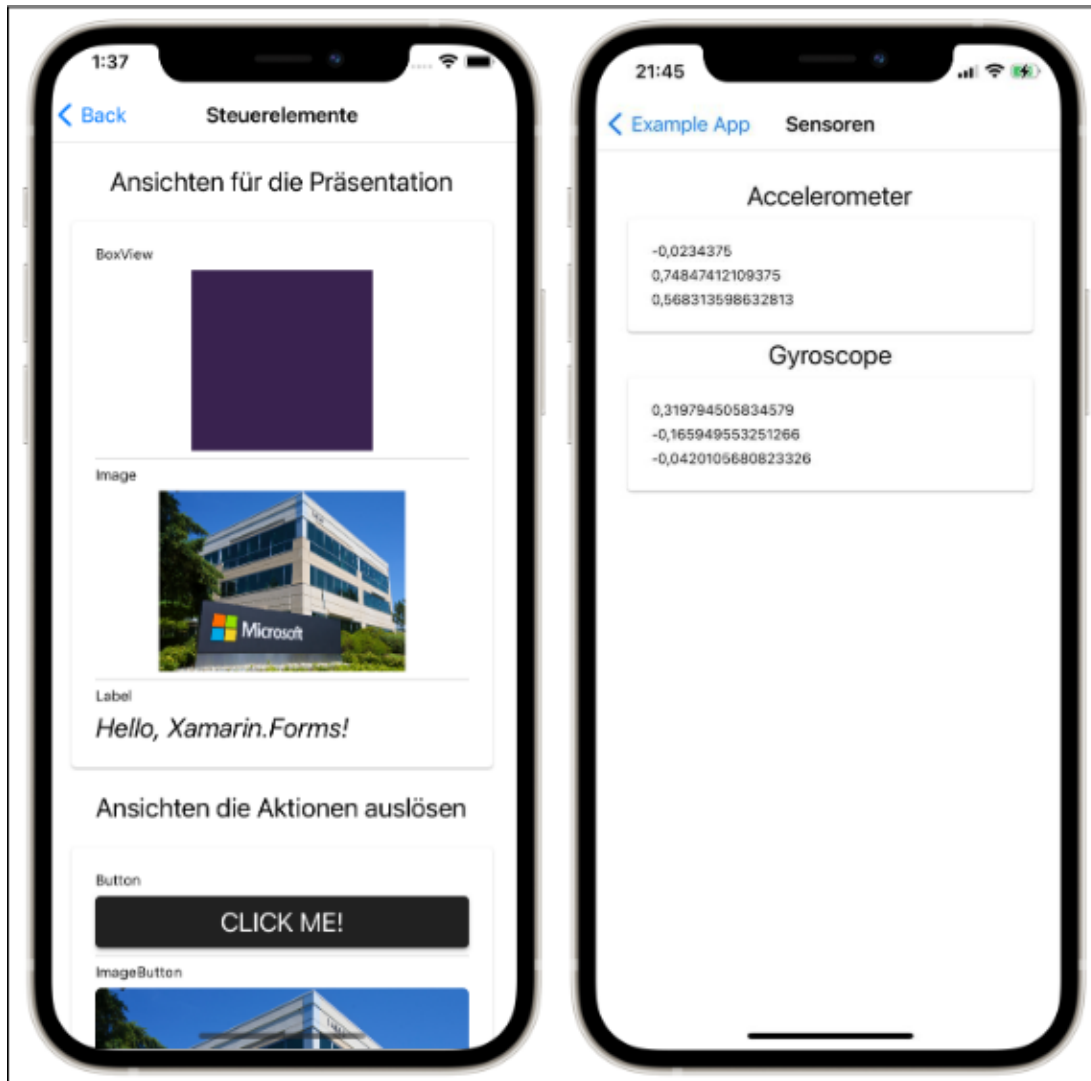 1:37
Back
Steuerelemente
Ansichten für die Präsentation
BoxView
Image
Microsoft
Label
Hello, Xamarin.Forms!
Ansichten die Aktionen auslösen
Button
CLICK ME!
ImageButton
21:45
Example App
Sensoren
Accelerometer
-0,0234375
0,74847412109375
0,568313598632813
Gyroscope
0,319794505834579
-0,165949553251266
-0,0420105680823326